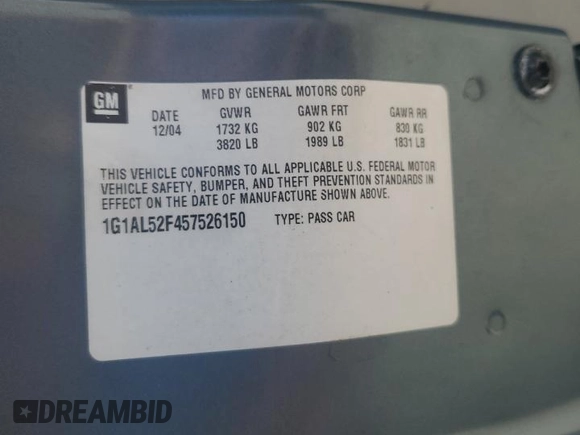 GM
MFD BY GENERAL MOTORS CORP
DATE GVWR GAWR FRT GAWR RR
12/04 1732 KG 902 KG 830 KG
3820 LB 1989 LB 1831 LB
THIS VEHICLE CONFORMS TO ALL APPLICABLE U.S. FEDERAL MOTOR
VEHICLE SAFETY, BUMPER, AND THEFT PREVENTION STANDARDS IN
EFFECT ON THE DATE OF MANUFACTURE SHOWN ABOVE.
1G1AL52F457526150 TYPE: PASS CAR
DREAMBID